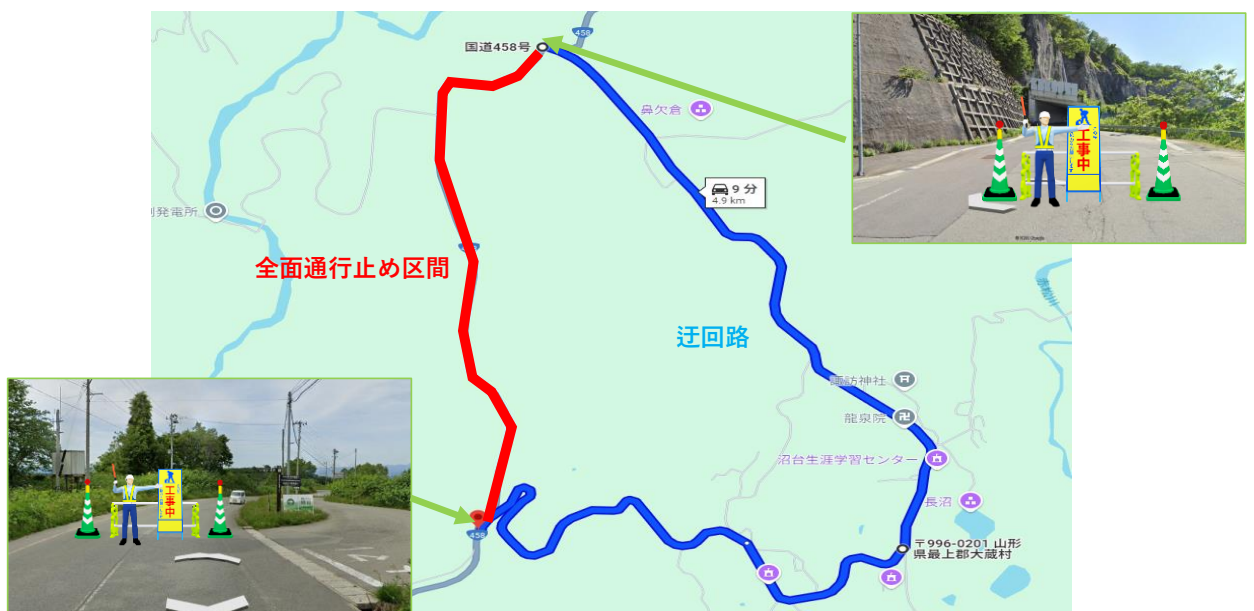 458
国道458号
鼻欠倉
工事中
9 分
4.9 km
発電所
全面通行止め区間
迂回路
諏訪神社
龍泉院
沼台生涯学習センター
長沼
工事中
458
〒996-0201 山形
県最上郡大蔵村